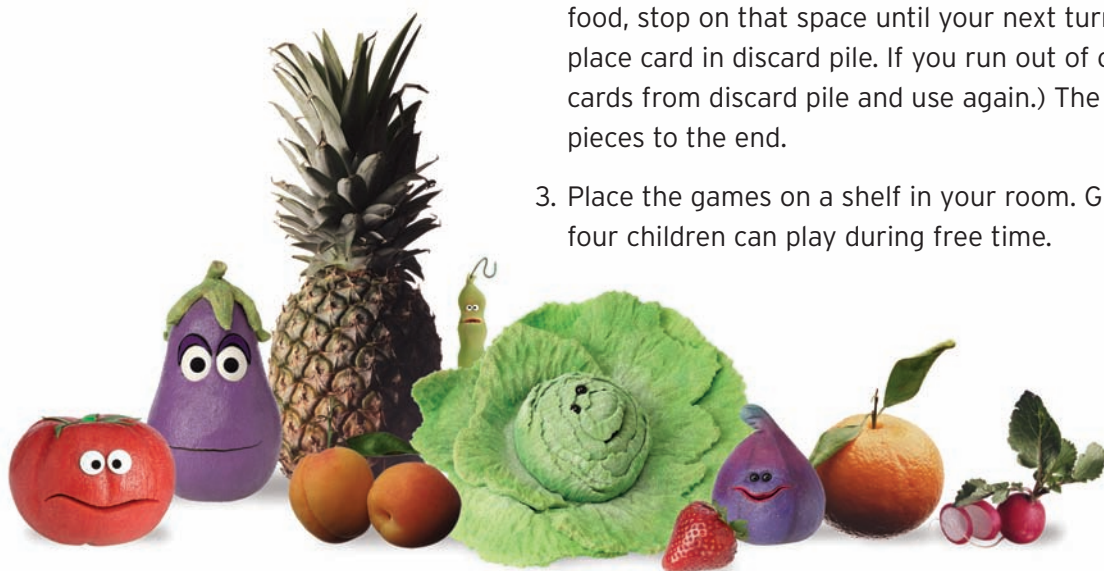 food, stop on that space until your next turn
place card in discard pile. If you run out of
cards from discard pile and use again.) The
pieces to the end.
3. Place the games on a shelf in your room.
four children can play during free time.